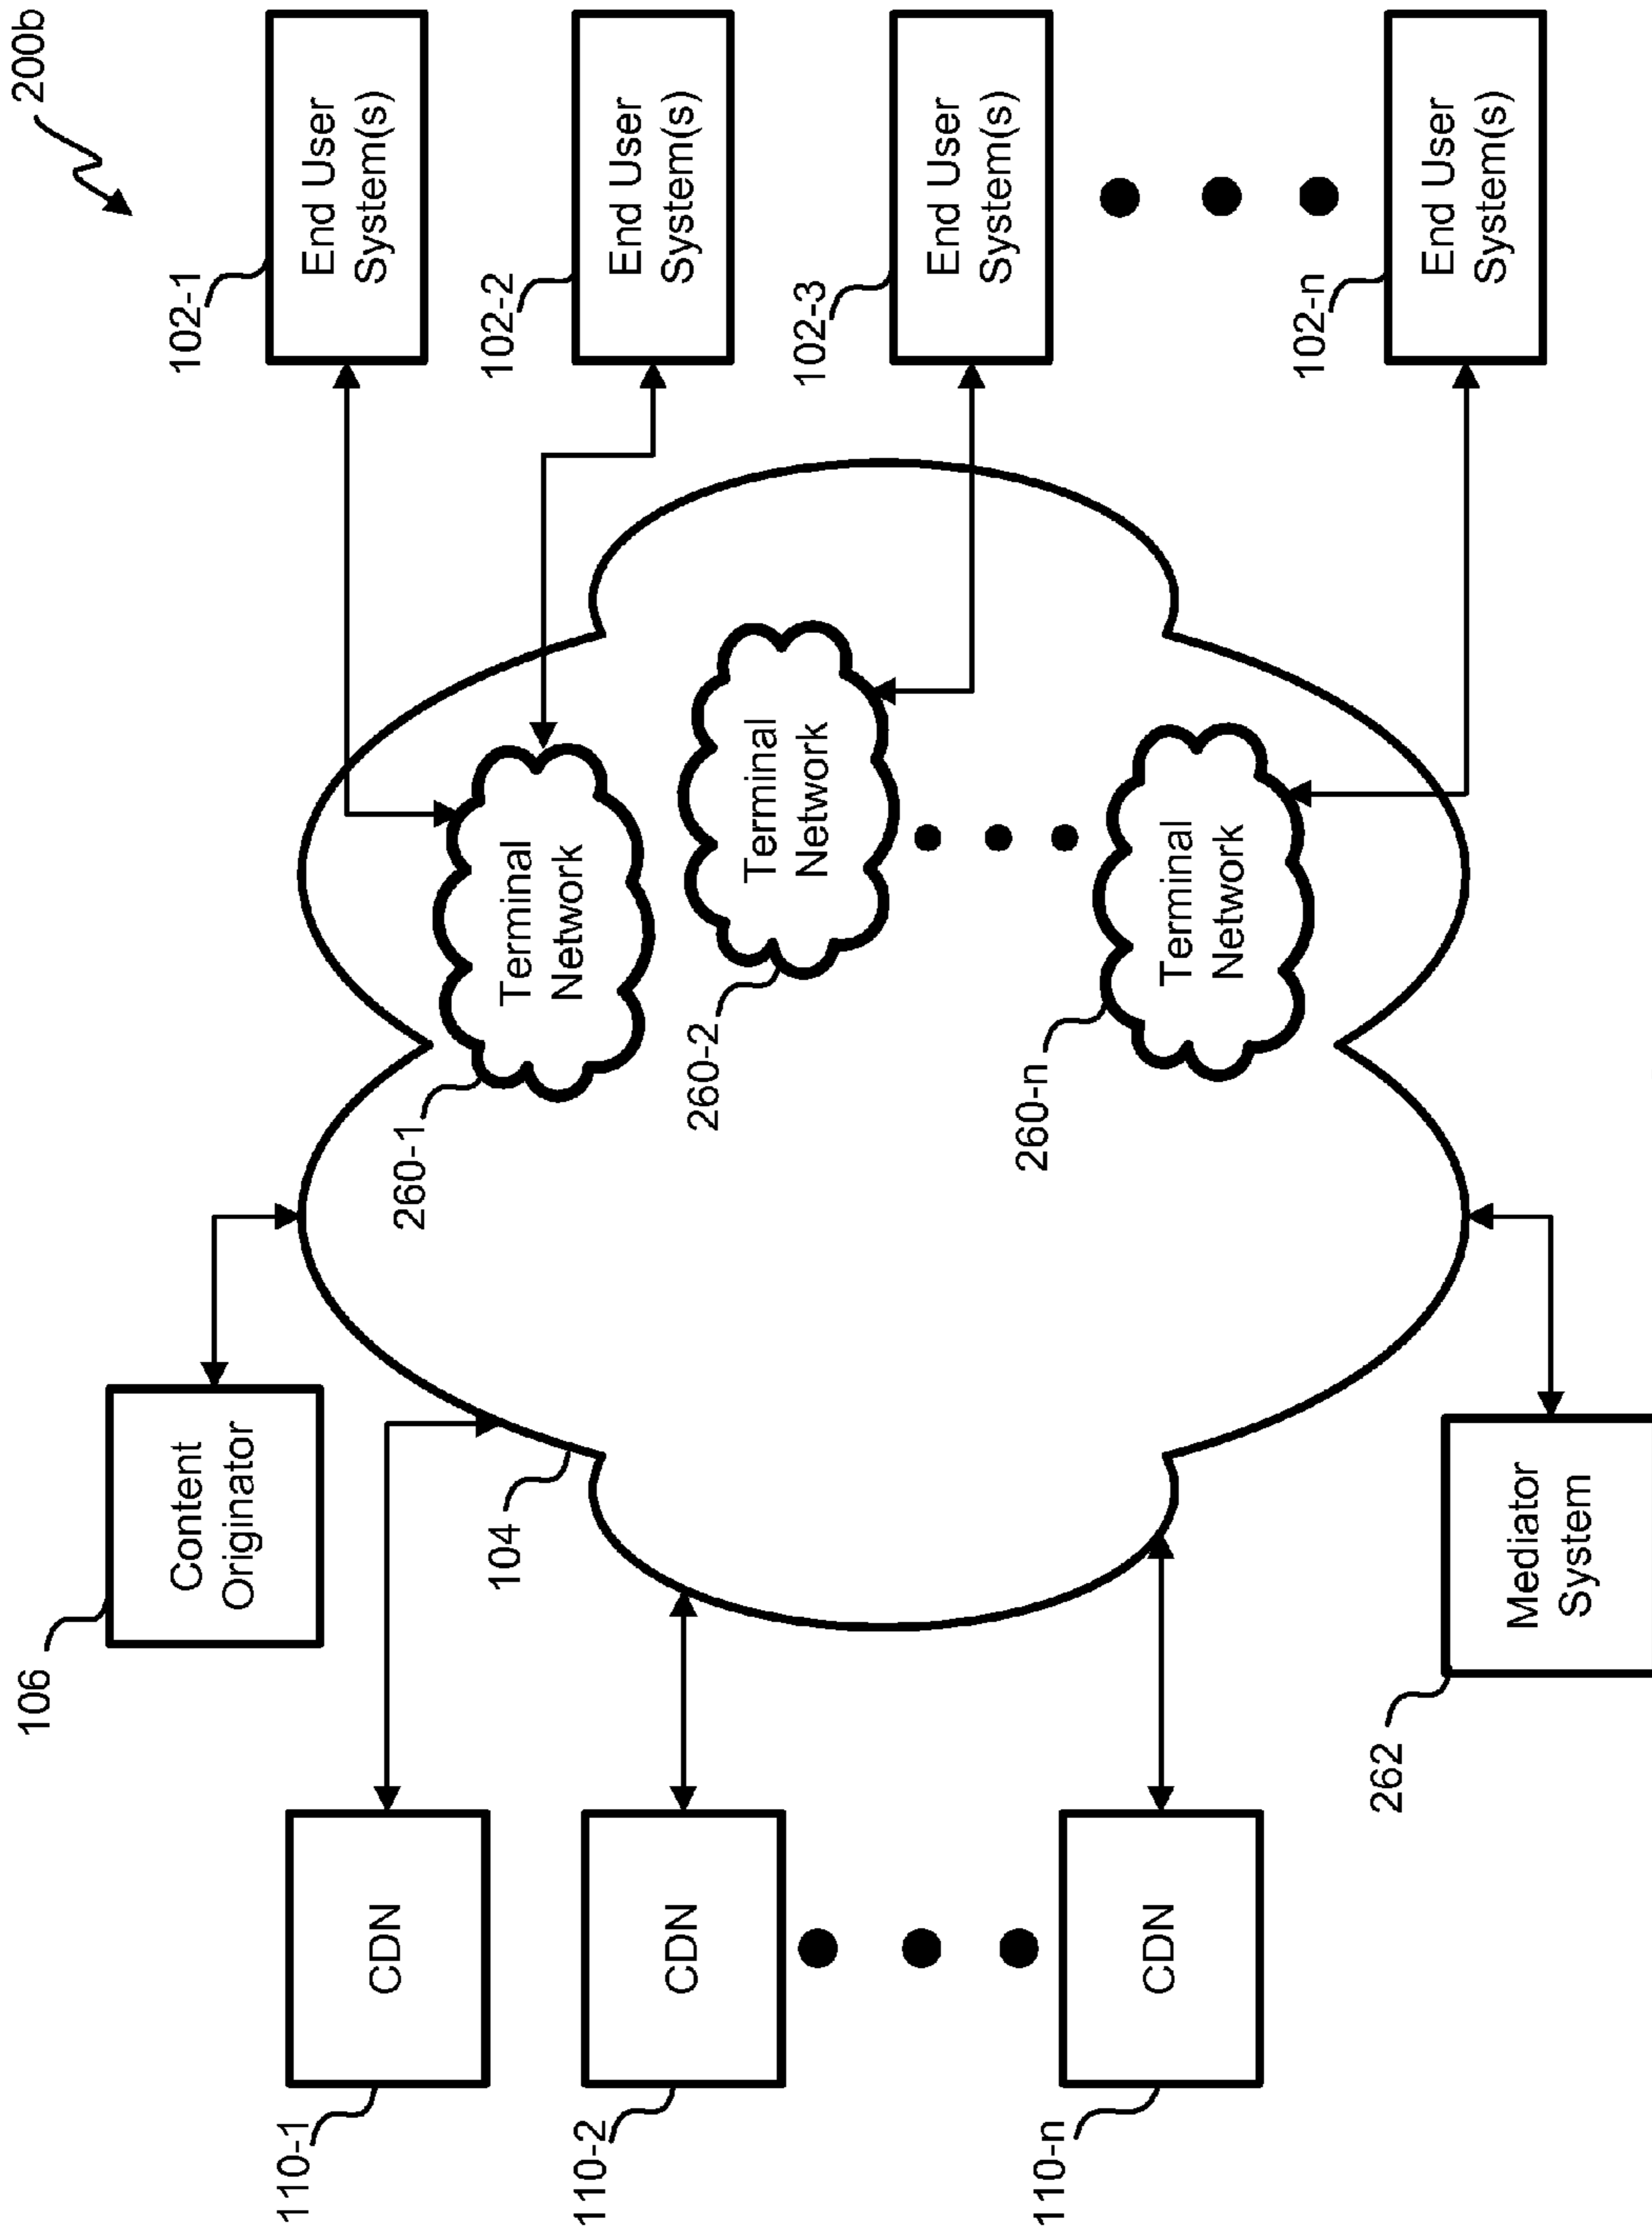 200b
106
Content
Originator
102-1
End User
System(s)
110-1
CDN
104
260-1
Terminal
Network
102-2
End User
System(s)
110-2
CDN
260-2
Terminal
Network
102-3
End User
System(s)
110-n
CDN
260-n
Terminal
Network
102-n
End User
System(s)
262
Mediator
System